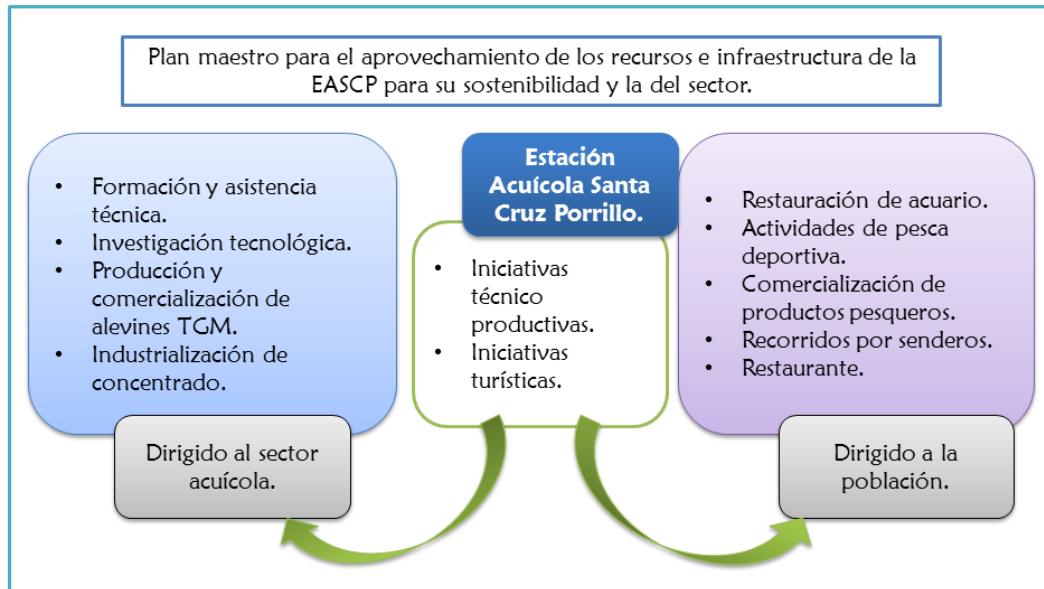 Plan maestro para el aprovechamiento de los recursos e infraestructura de la
EASCP para su sostenibilidad y la del sector.
• Formación y asistencia
técnica.
• Investigación tecnológica.
• Producción y
comercialización de
alevines TGM.
• Industrialización de
concentrado.
Dirigido al sector
acuícola.
Estación
Acuícola Santa
Cruz Porrillo.
• Iniciativas
técnico
productivas.
• Iniciativas
turísticas.
• Restauración de acuario.
• Actividades de pesca
deportiva.
• Comercialización de
productos pesqueros.
• Recorridos por senderos.
• Restaurante.
Dirigido a la
población.